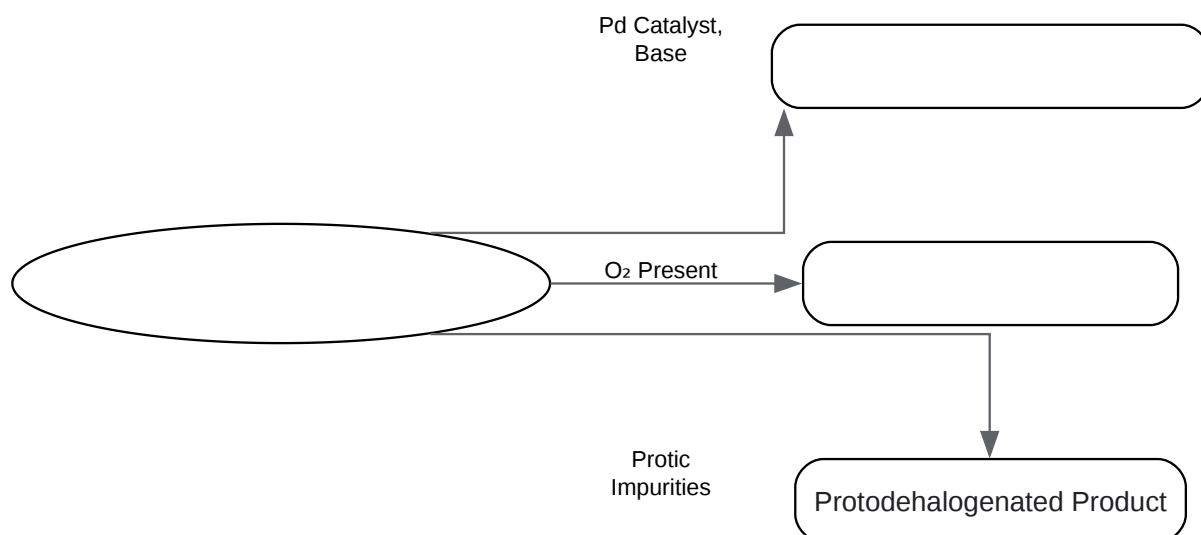 Pd Catalyst,
Base
O₂ Present
Protic
Impurities
Protodehalogenated Product